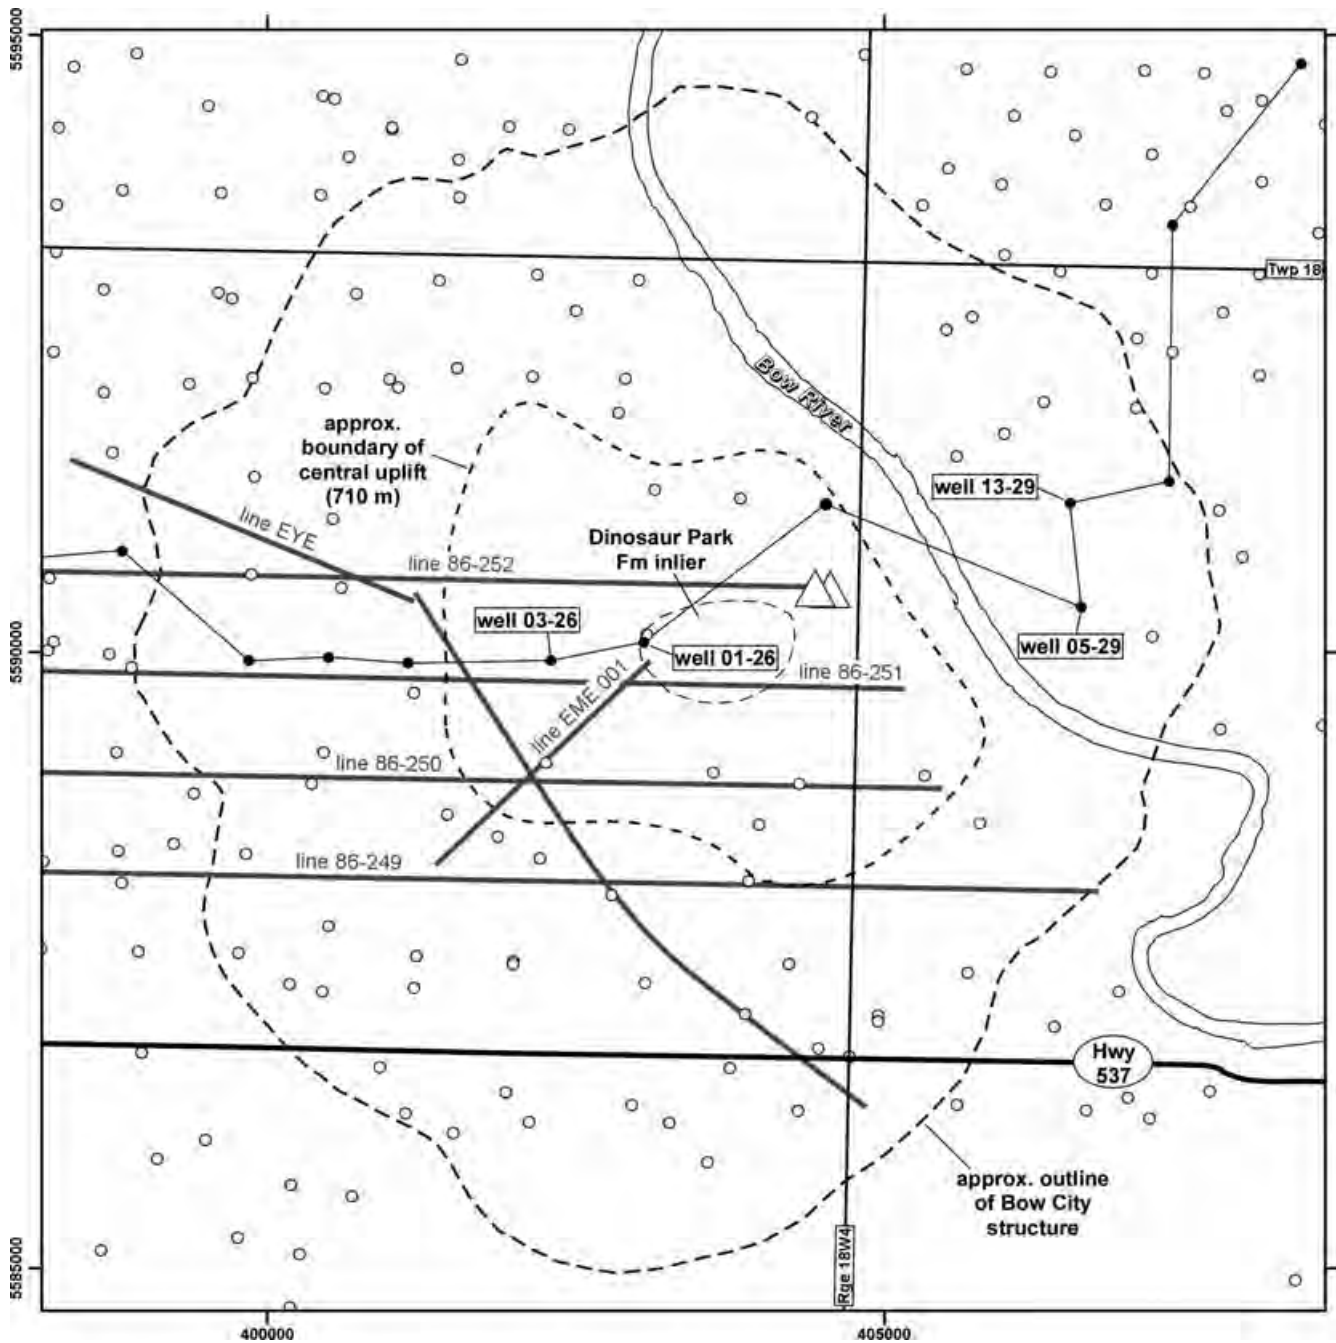 5595000
Twp 18
Bow River
approx.
boundary of
central uplift
(710 m)
well 13-29
line EYE
Dinosaur Park
Fm inlier
line 86-252
well 03-26
well 05-29
5590000
well 01-26
line 86-251
line EME.001
line 86-250
line 86-249
Hwy
537
approx. outline
of Bow City
structure
Rge 18W4
5585000
400000
405000